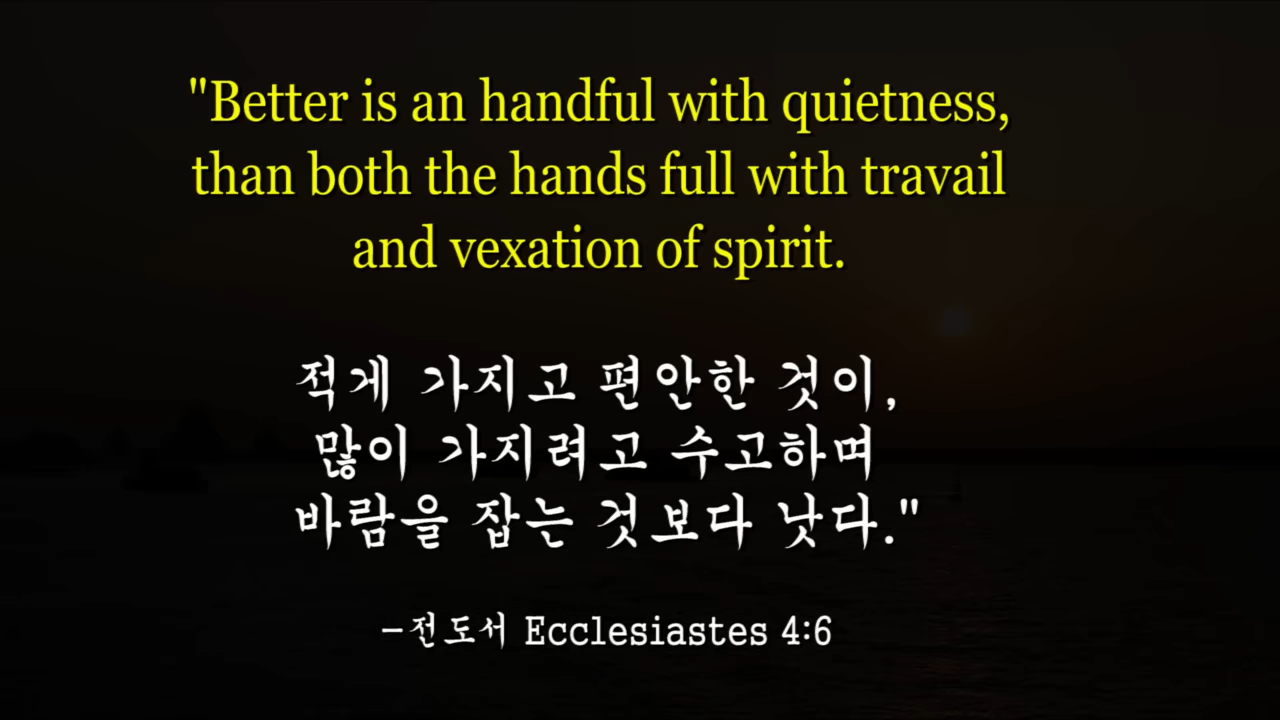 "Better is an handful with quietness,
than both the hands full with travail
and vexation of spirit.
적게 가지고 편안한 것이,
많이 가지려고 수고하며
바람을 잡는 것보다 낫다."
–전도서 Ecclesiastes 4:6